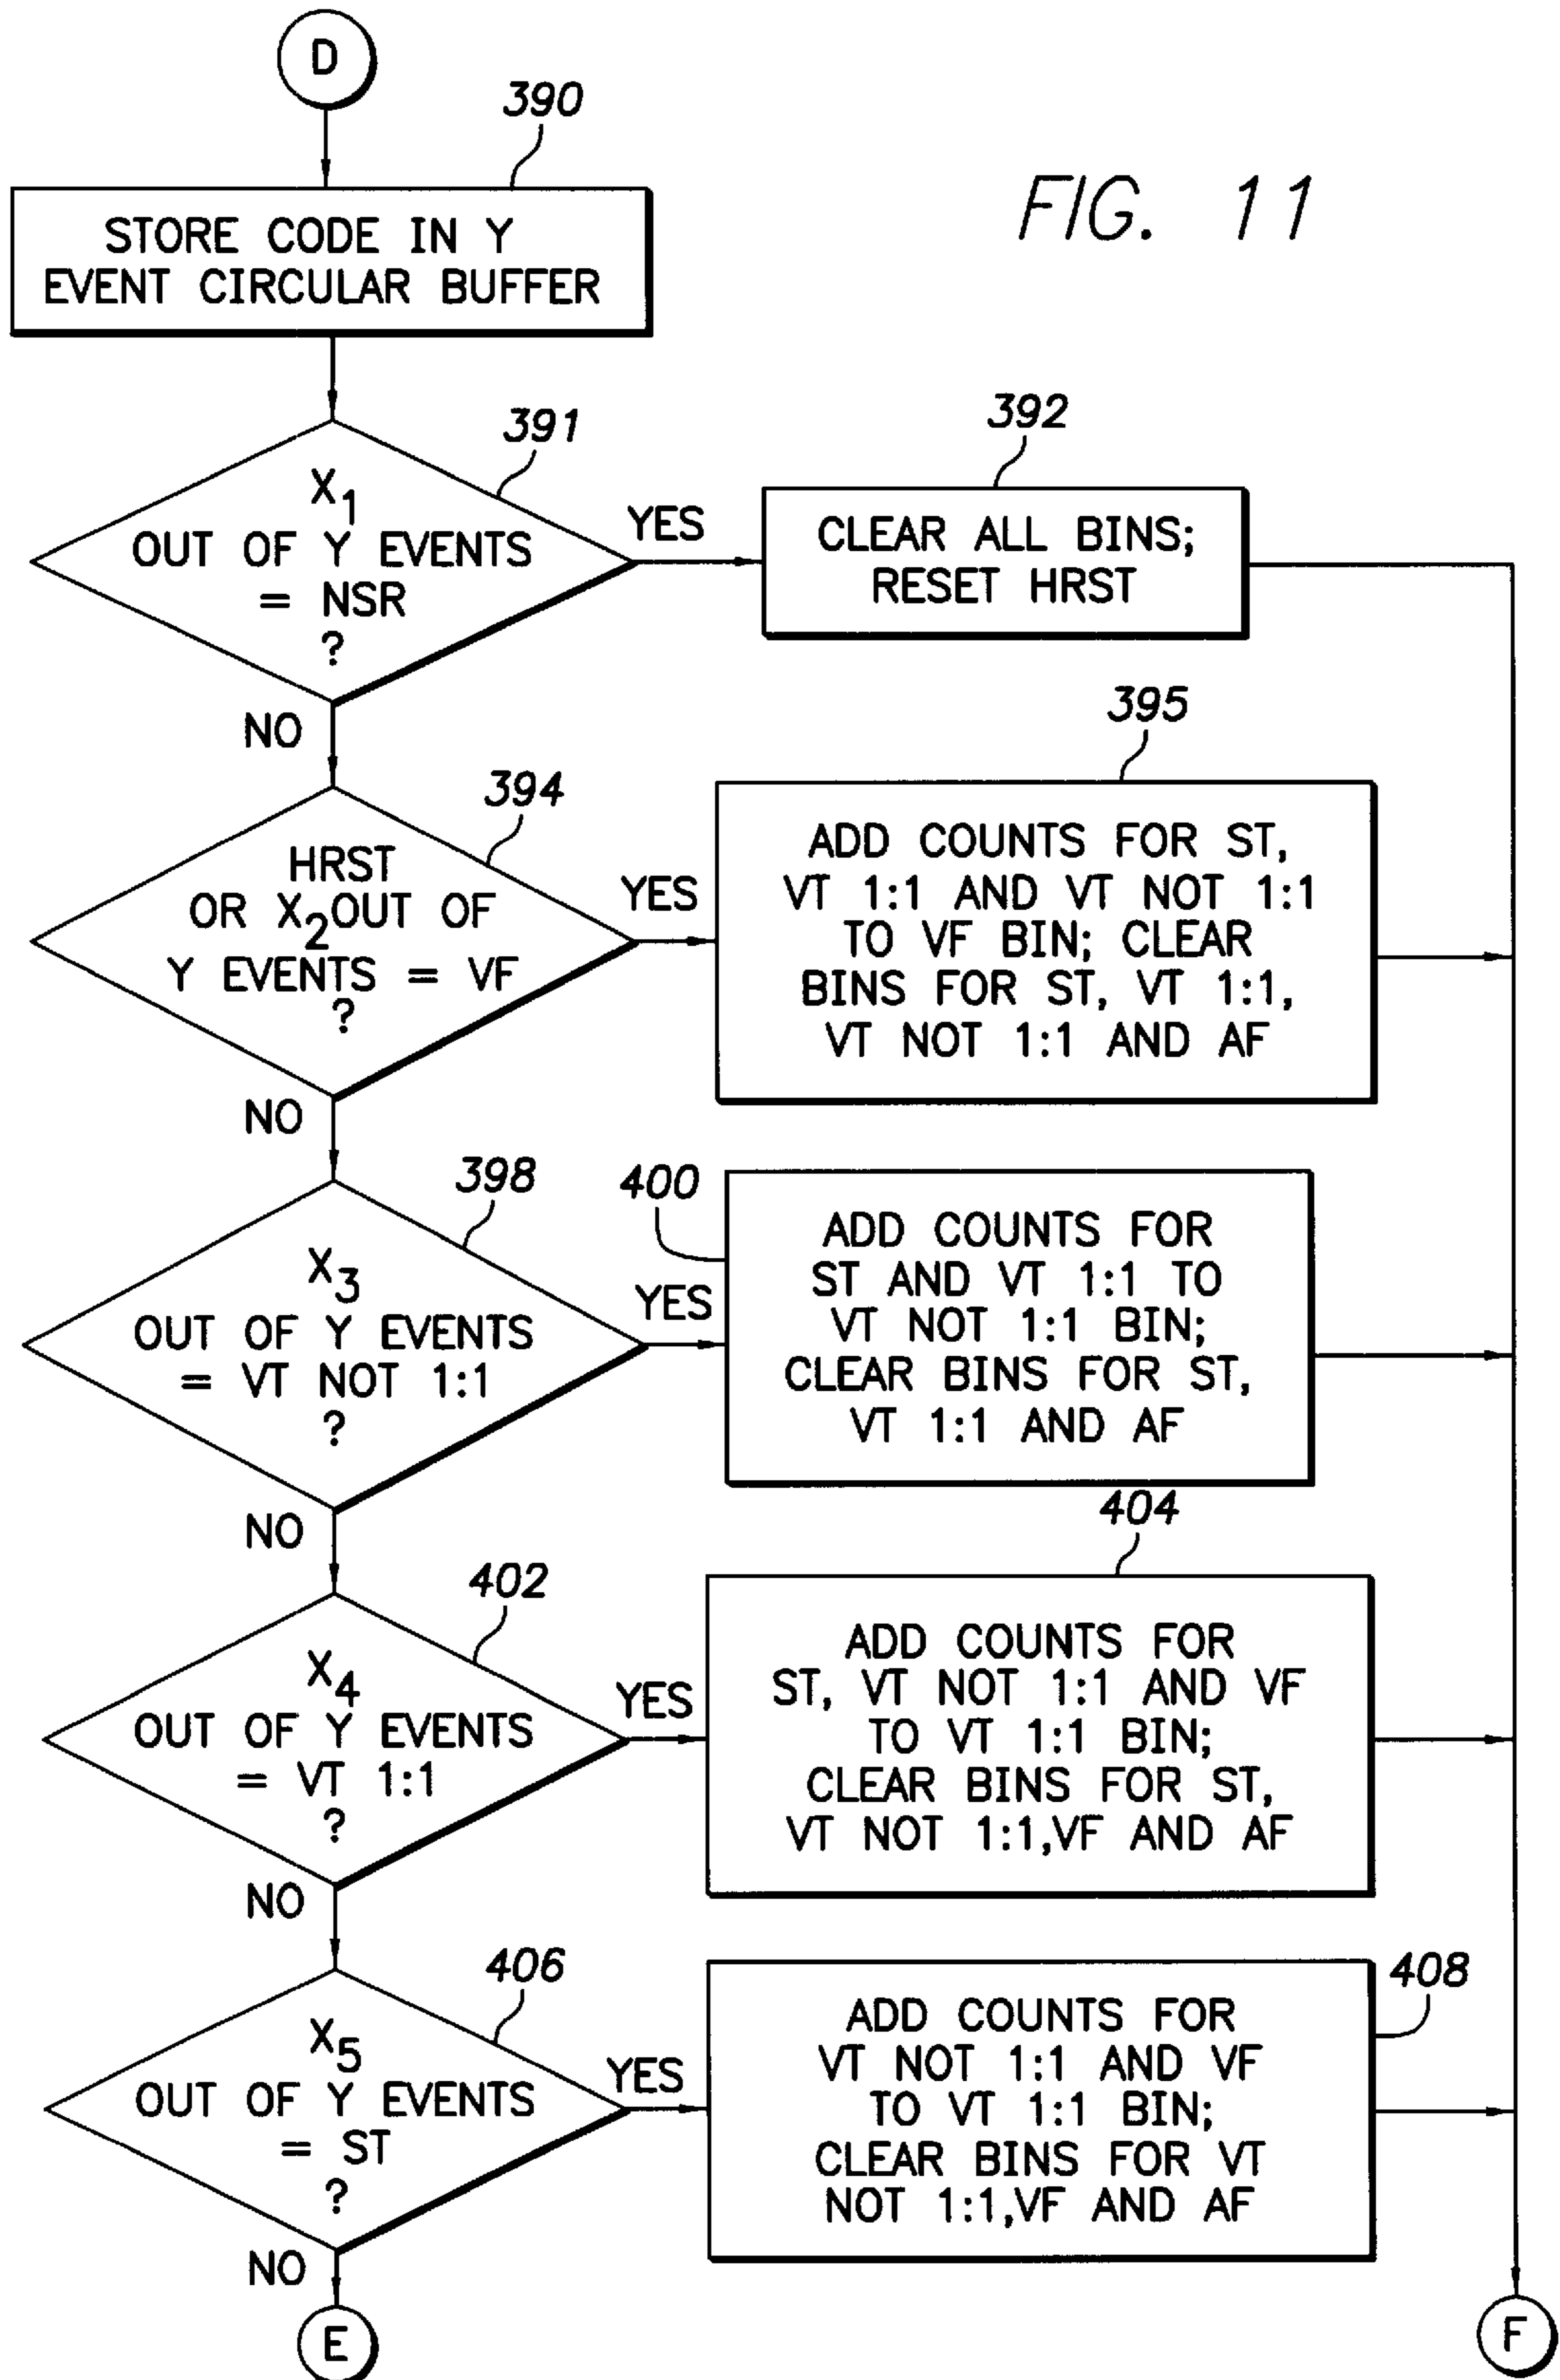 D
390
STORE CODE IN Y
EVENT CIRCULAR BUFFER
FIG. 11
391
X1
OUT OF Y EVENTS
= NSR
?
YES
NO
392
CLEAR ALL BINS;
RESET HRST
394
HRST
OR X2 OUT OF
Y EVENTS = VF
?
YES
NO
395
ADD COUNTS FOR ST,
VT 1:1 AND VT NOT 1:1
TO VF BIN; CLEAR
BINS FOR ST, VT 1:1,
VT NOT 1:1 AND AF
398
X3
OUT OF Y EVENTS
= VT NOT 1:1
?
YES
NO
400
ADD COUNTS FOR
ST AND VT 1:1 TO
VT NOT 1:1 BIN;
CLEAR BINS FOR ST,
VT 1:1 AND AF
402
X4
OUT OF Y EVENTS
= VT 1:1
?
YES
NO
404
ADD COUNTS FOR
ST, VT NOT 1:1 AND VF
TO VT 1:1 BIN;
CLEAR BINS FOR ST,
VT NOT 1:1,VF AND AF
406
X5
OUT OF Y EVENTS
= ST
?
YES
NO
408
ADD COUNTS FOR
VT NOT 1:1 AND VF
TO VT 1:1 BIN;
CLEAR BINS FOR VT
NOT 1:1,VF AND AF
E
F